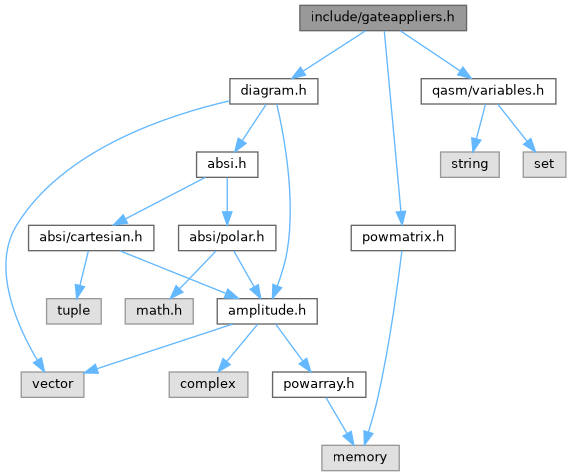 include/gateappliers.h
diagram.h
qasm/variables.h
absi.h
string
set
absi/cartesian.h
absi/polar.h
powmatrix.h
tuple
math.h
amplitude.h
vector
complex
powarray.h
memory